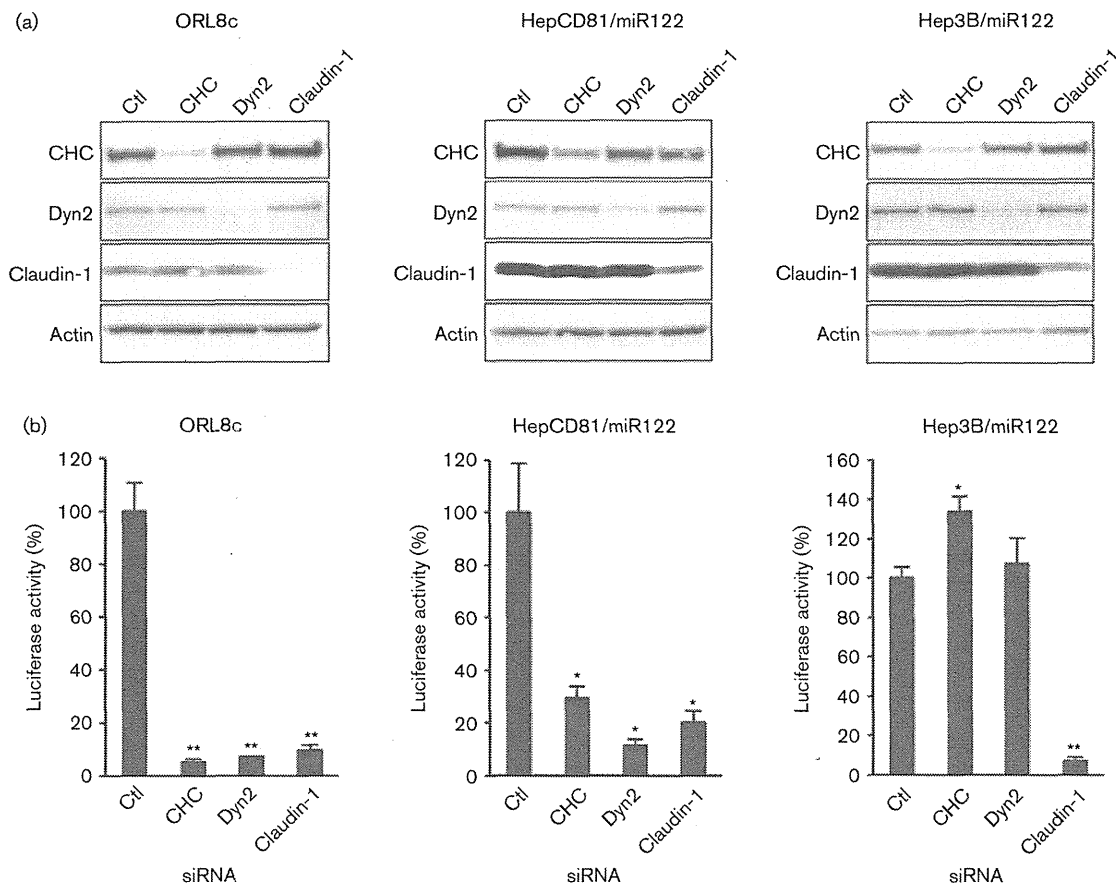 (a)
ORL8c
HepCD81/miR122
Hep3B/miR122
Ctl
CHC
Dyn2
Claudin-1
Ctl
CHC
Dyn2
Claudin-1
Ctl
CHC
Dyn2
Claudin-1
CHC
Dyn2
Claudin-1
Actin
CHC
Dyn2
Claudin-1
Actin
CHC
Dyn2
Claudin-1
Actin
(b)
ORL8c
Luciferase activity (%)
120
100
80
60
40
20
0
**
**
**
Ctl
CHC
Dyn2
Claudin-1
siRNA
HepCD81/miR122
Luciferase activity (%)
120
100
80
60
40
20
0
*
*
*
Ctl
CHC
Dyn2
Claudin-1
siRNA
Hep3B/miR122
Luciferase activity (%)
160
140
120
100
80
60
40
20
0
*
**
Ctl
CHC
Dyn2
Claudin-1
siRNA